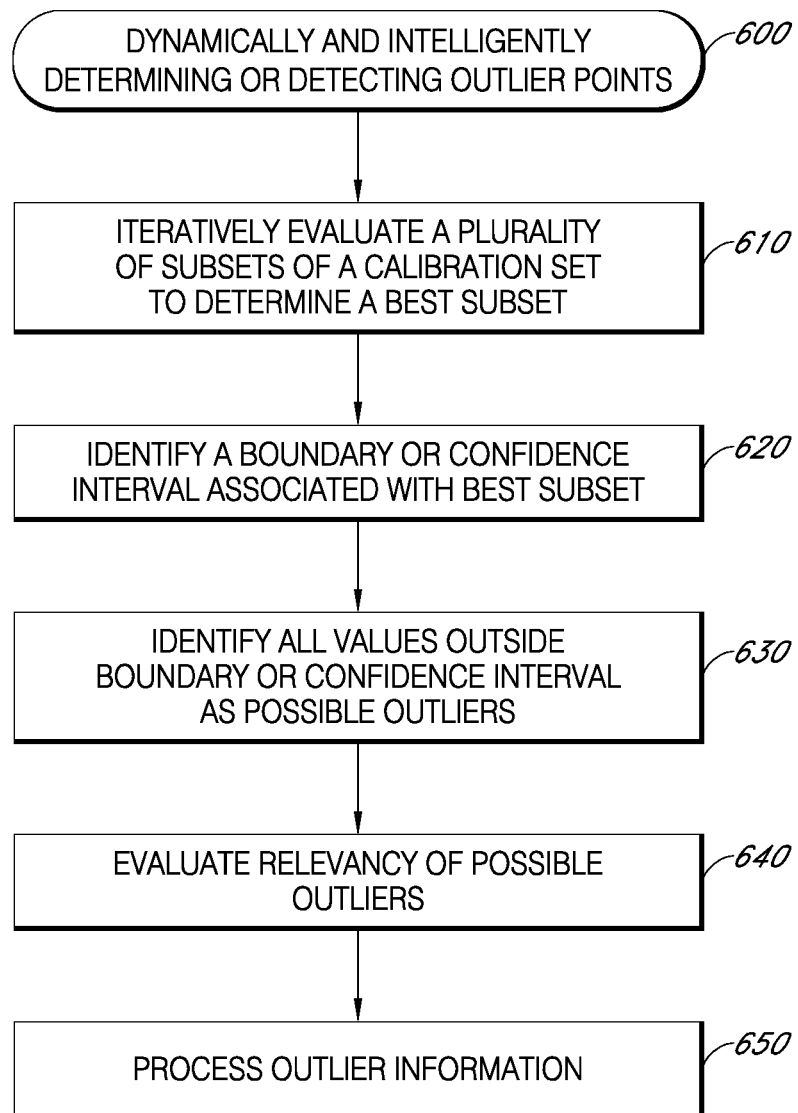 DYNAMICALLY AND INTELLIGENTLY
DETERMINING OR DETECTING OUTLIER POINTS
600
ITERATIVELY EVALUATE A PLURALITY
OF SUBSETS OF A CALIBRATION SET
TO DETERMINE A BEST SUBSET
610
IDENTIFY A BOUNDARY OR CONFIDENCE
INTERVAL ASSOCIATED WITH BEST SUBSET
620
IDENTIFY ALL VALUES OUTSIDE
BOUNDARY OR CONFIDENCE INTERVAL
AS POSSIBLE OUTLIERS
630
EVALUATE RELEVANCY OF POSSIBLE
OUTLIERS
640
PROCESS OUTLIER INFORMATION
650